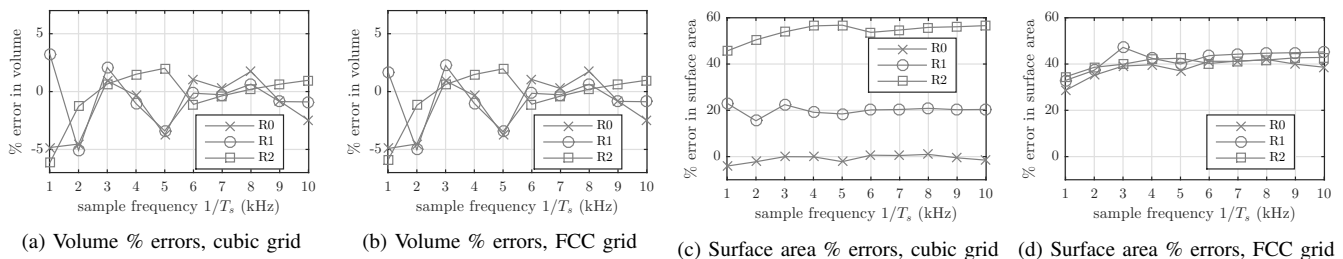 % error in volume
5
0
-5
R0
R1
R2
1 2 3 4 5 6 7 8 9 10
sample frequency 1/T_s (kHz)
(a) Volume % errors, cubic grid
% error in volume
5
0
-5
R0
R1
R2
1 2 3 4 5 6 7 8 9 10
sample frequency 1/T_s (kHz)
(b) Volume % errors, FCC grid
% error in surface area
60
40
20
0
R0
R1
R2
1 2 3 4 5 6 7 8 9 10
sample frequency 1/T_s (kHz)
(c) Surface area % errors, cubic grid
% error in surface area
60
40
20
0
R0
R1
R2
1 2 3 4 5 6 7 8 9 10
sample frequency 1/T_s (kHz)
(d) Surface area % errors, FCC grid